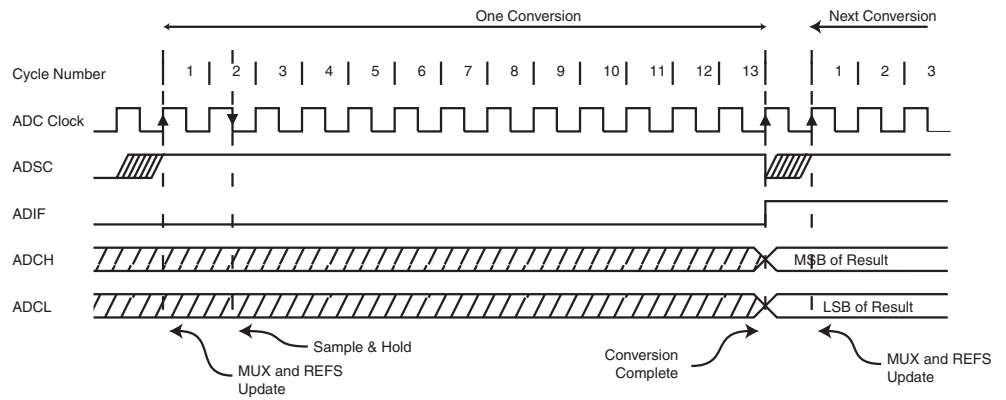 One Conversion
Next Conversion
Cycle Number
1 2 3 4 5 6 7 8 9 10 11 12 13 1 2 3
ADC Clock
ADSC
ADIF
ADCH
MSB of Result
ADCL
LSB of Result
Sample & Hold
MUX and REFS
Update
Conversion
Complete
MUX and REFS
Update